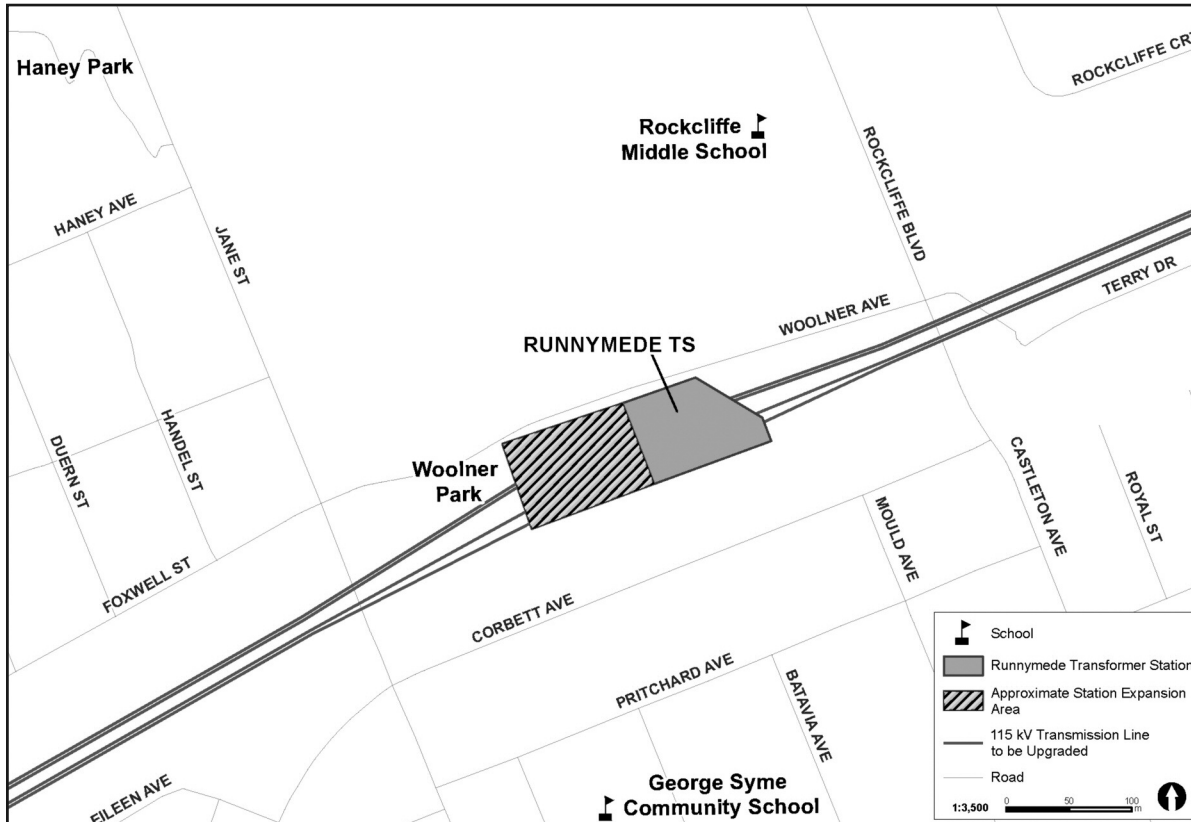 Haney Park
ROCKCLIFFE CRT
Rockcliffe
Middle School
HANEY AVE
JANE ST
ROCKCLIFFE BLVD
TERRY DR
WOOLNER AVE
RUNNYMEDE TS
DUERN ST
HANDEL ST
Woolner
Park
CASTLETON AVE
ROYAL ST
MOULD AVE
FOXWELL ST
CORBETT AVE
PRITCHARD AVE
BATAVIA AVE
EILEEN AVE
George Syme
Community School
School
Runnymede Transformer Station
Approximate Station Expansion
Area
115 kV Transmission Line
to be Upgraded
Road
1:3,500
0 50 100
m